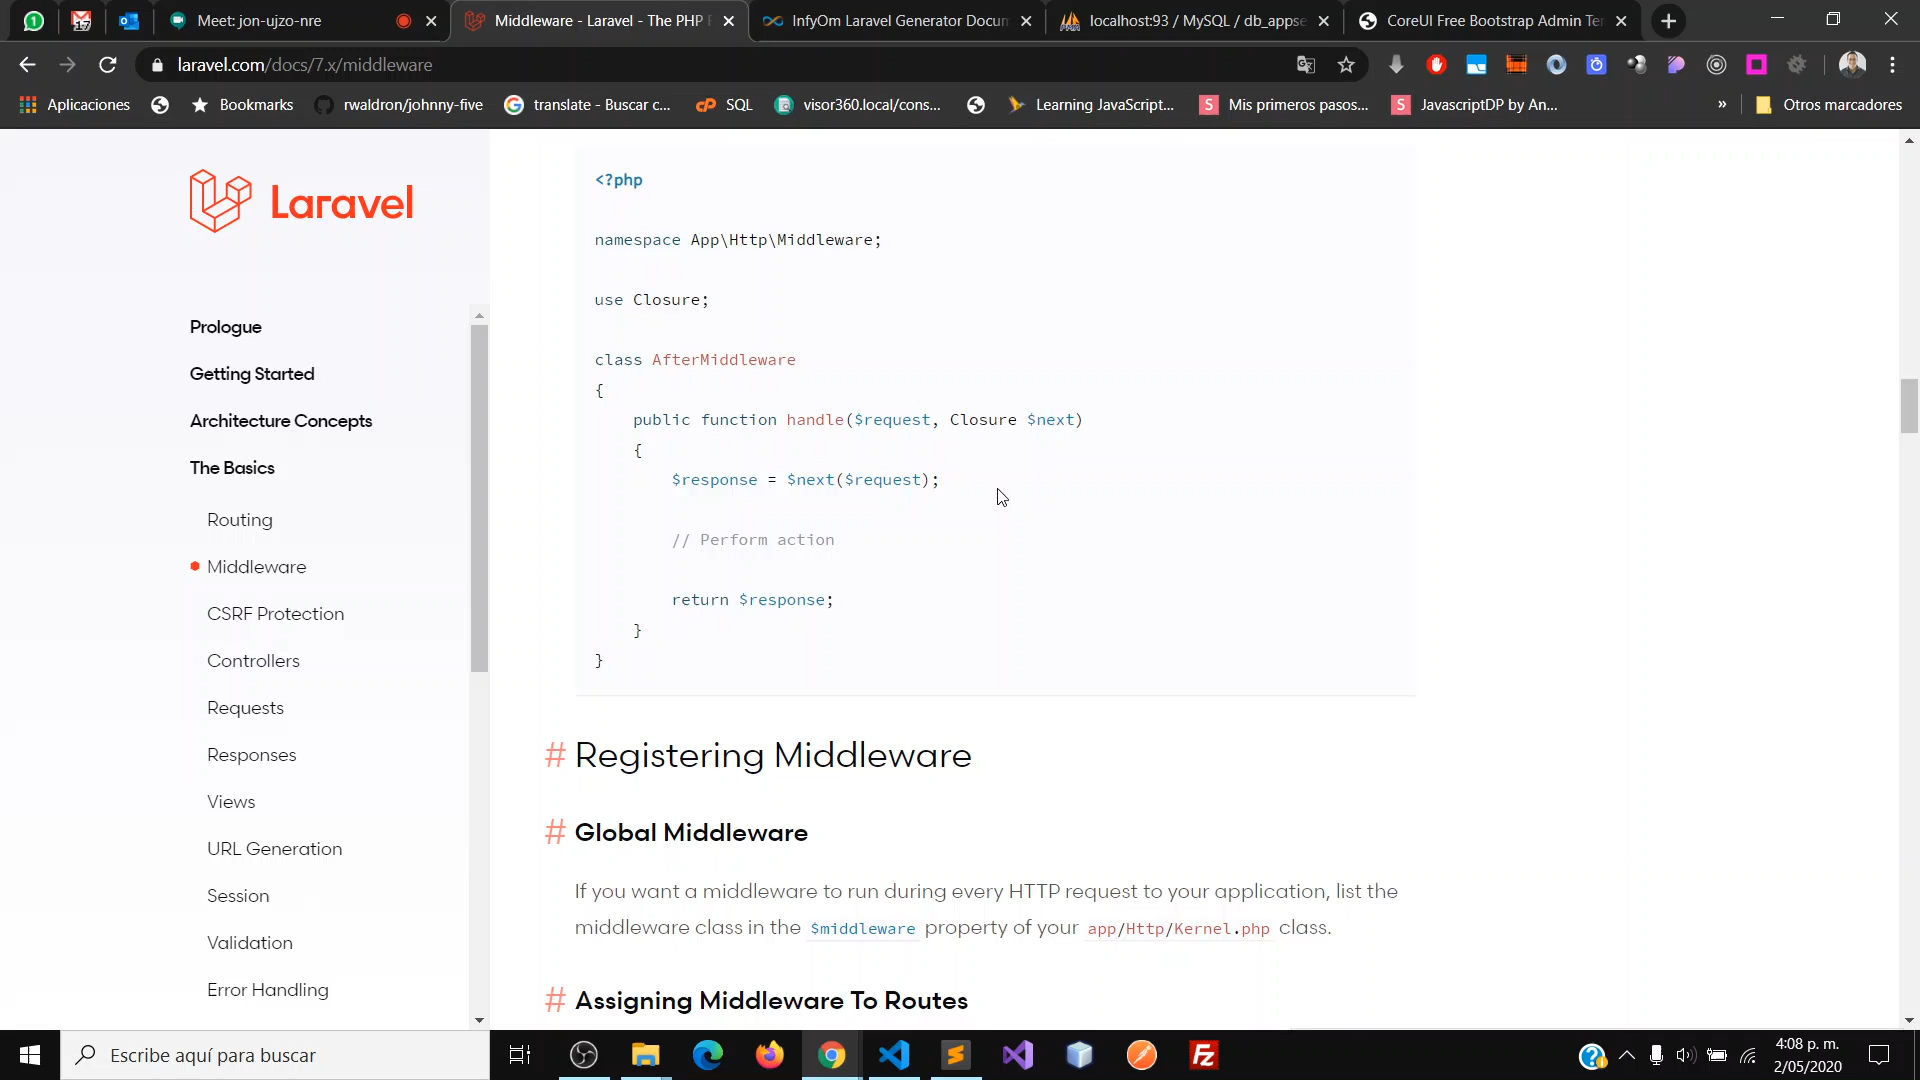 Meet: jon-ujzo-nre
Middleware - Laravel - The PHP F
InfyOm Laravel Generator Docum
localhost:93 / MySQL / db_appse
CoreUI Free Bootstrap Admin Ter
laravel.com/docs/7.x/middleware
Aplicaciones
Bookmarks
rwaldron/johnny-five
translate - Buscar c...
cP SQL
visor360.local/cons...
Learning JavaScript...
S Mis primeros pasos...
S JavascriptDP by An...
»
Otros marcadores
Laravel
Prologue
Getting Started
Architecture Concepts
The Basics
Routing
Middleware
CSRF Protection
Controllers
Requests
Responses
Views
URL Generation
Session
Validation
Error Handling
<?php
namespace App\Http\Middleware;
use Closure;
class AfterMiddleware
{
public function handle($request, Closure $next)
{
$response = $next($request);
// Perform action
return $response;
}
}
# Registering Middleware
# Global Middleware
If you want a middleware to run during every HTTP request to your application, list the
middleware class in the $middleware property of your app/Http/Kernel.php class.
# Assigning Middleware To Routes
Escribe aquí para buscar
4:08 p. m.
2/05/2020